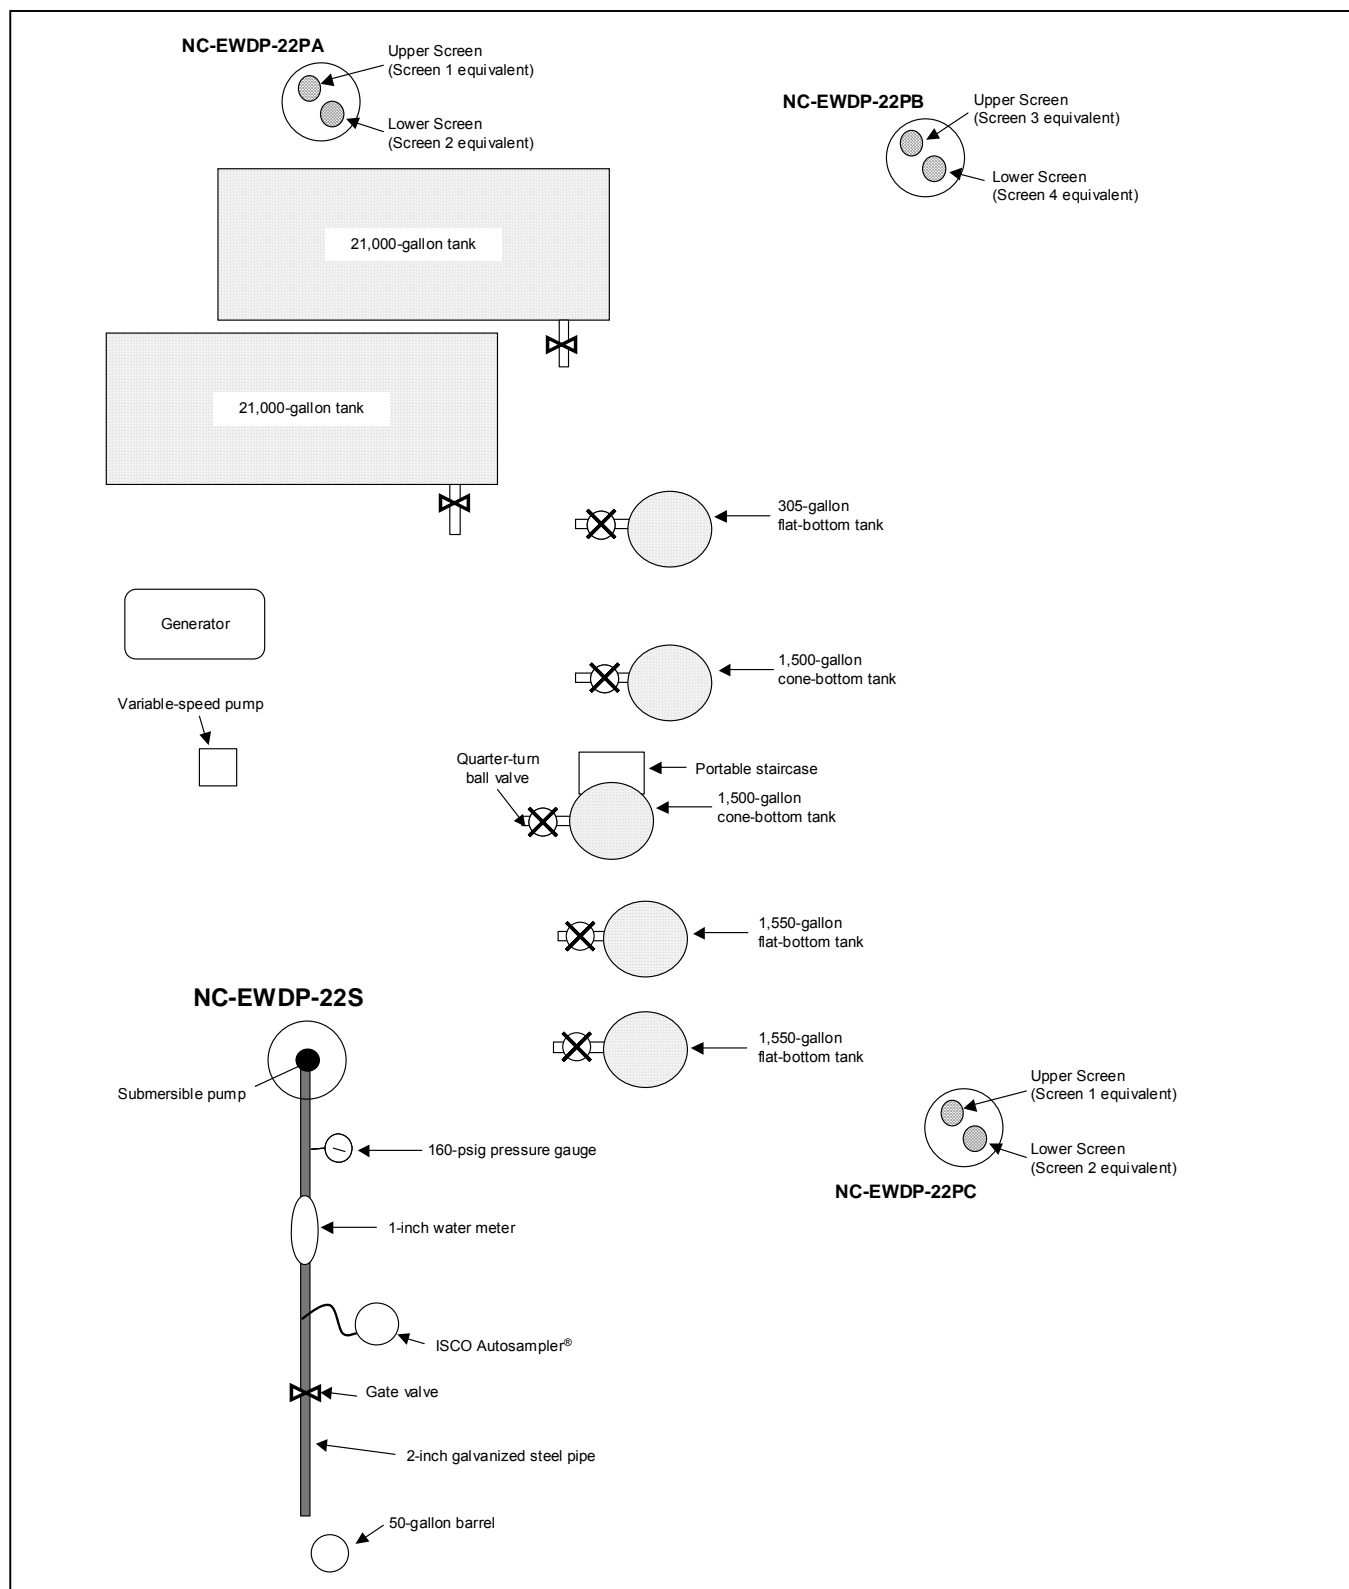 NC-EWDP-22PA
Upper Screen
(Screen 1 equivalent)
Lower Screen
(Screen 2 equivalent)
NC-EWDP-22PB
Upper Screen
(Screen 3 equivalent)
Lower Screen
(Screen 4 equivalent)
21,000-gallon tank
21,000-gallon tank
305-gallon
flat-bottom tank
Generator
1,500-gallon
cone-bottom tank
Variable-speed pump
Quarter-turn
ball valve
Portable staircase
1,500-gallon
cone-bottom tank
1,550-gallon
flat-bottom tank
NC-EWDP-22S
1,550-gallon
flat-bottom tank
Submersible pump
Upper Screen
(Screen 1 equivalent)
Lower Screen
(Screen 2 equivalent)
NC-EWDP-22PC
160-psig pressure gauge
1-inch water meter
ISCO Autosampler®
Gate valve
2-inch galvanized steel pipe
50-gallon barrel